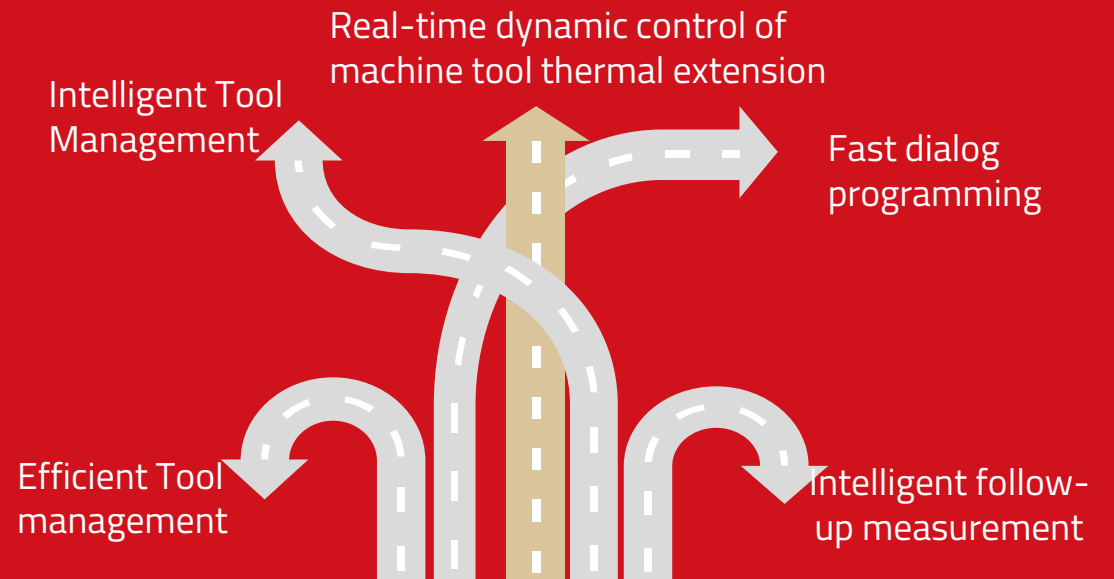 Real-time dynamic control of
machine tool thermal extension
Intelligent Tool
Management
Fast dialog
programming
Efficient Tool
management
Intelligent follow-
up measurement